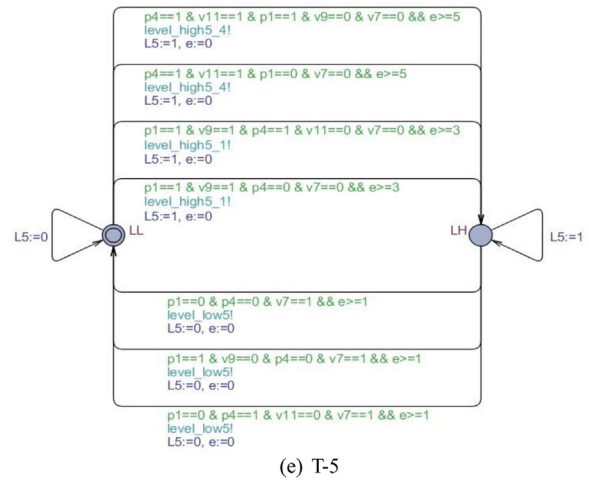 p4==1 & v11==1 & p1==1 & v9==0 & v7==0 && e>=5
level_high5_4!
L5:=1, e:=0
p4==1 & v11==1 & p1==0 & v7==0 && e>=5
level_high5_4!
L5:=1, e:=0
p1==1 & v9==1 & p4==1 & v11==0 & v7==0 && e>=3
level_high5_1!
L5:=1, e:=0
p1==1 & v9==1 & p4==0 & v7==0 && e>=3
level_high5_1!
L5:=1, e:=0
L5:=0
LL
LH
L5:=1
p1==0 & p4==0 & v7==1 && e>=1
level_low5!
L5:=0, e:=0
p1==1 & v9==0 & p4==0 & v7==1 && e>=1
level_low5!
L5:=0, e:=0
p1==0 & p4==1 & v11==0 & v7==1 && e>=1
level_low5!
L5:=0, e:=0
(e) T-5